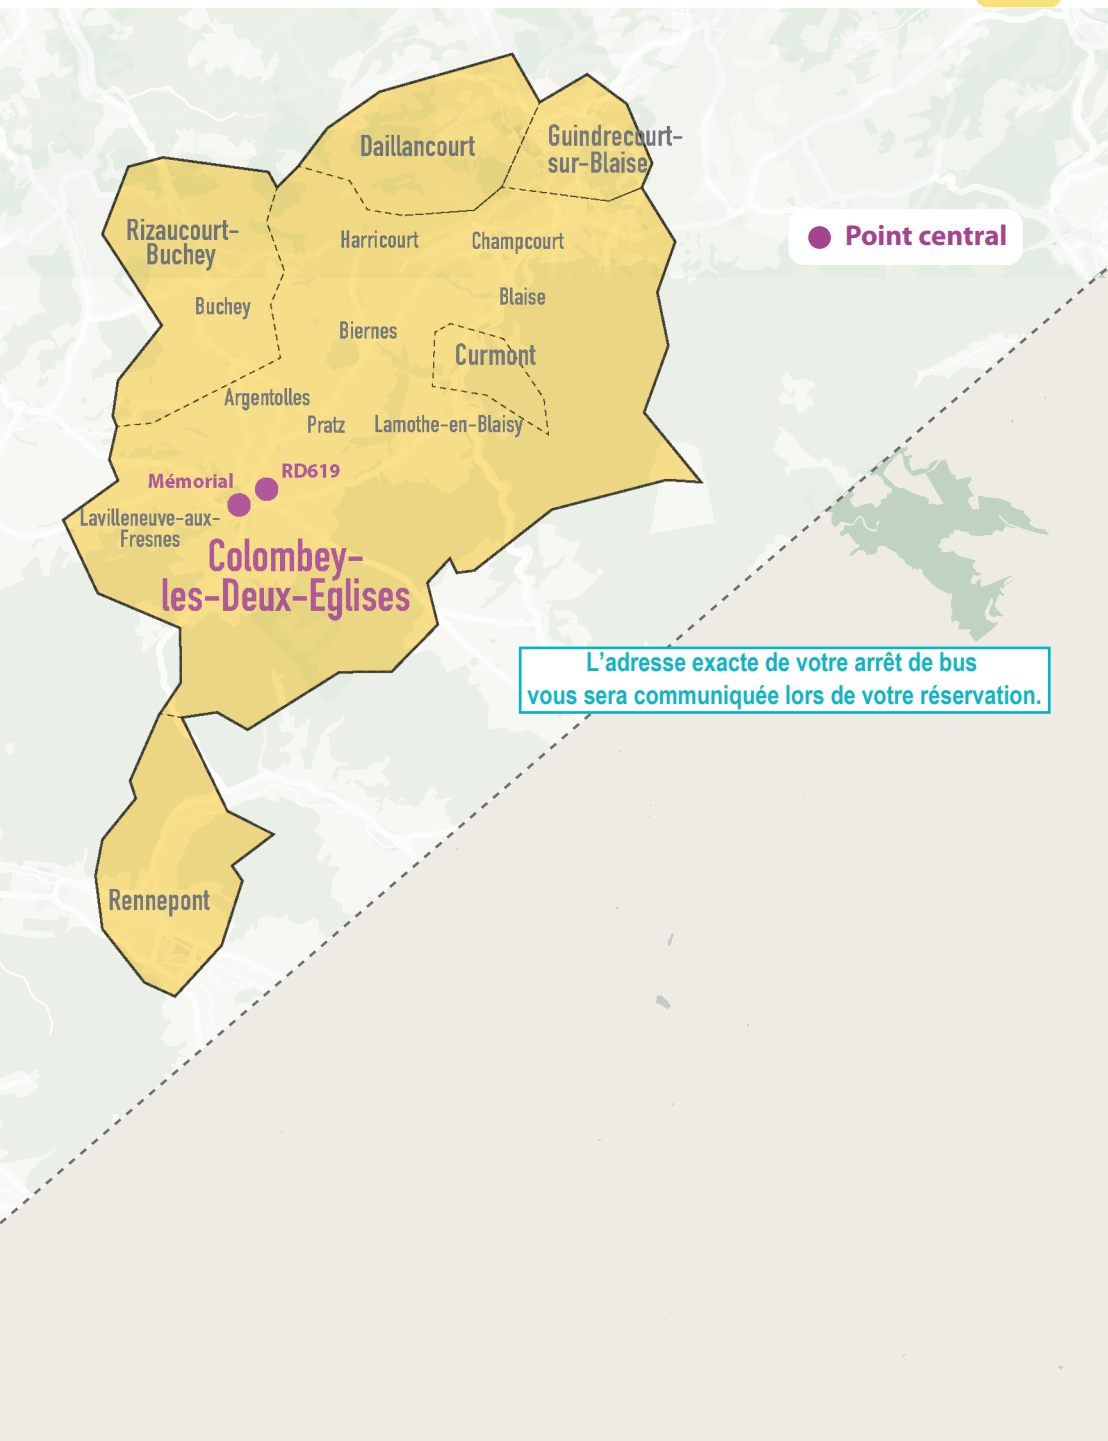 Daillancourt
Guindrecourt-
sur-Blaise
Rizaucourt-
Buchey
Harricourt
Champcourt
Point central
Buchey
Blaise
Biernes
Curmont
Argentolles
Pratz
Lamothe-en-Blaisy
Mémorial
RD619
Lavilleneuve-aux-
Fresnes
Colombey-
les-Deux-Eglises
L'adresse exacte de votre arrêt de bus
vous sera communiquée lors de votre réservation.
Rennepont